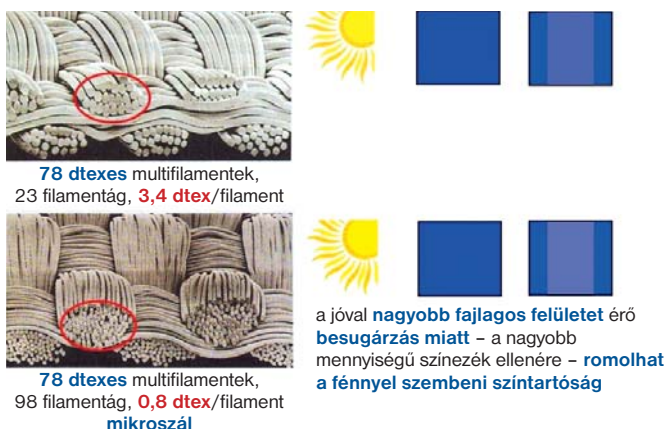 78 dtexes multifilamentek,
23 filamentág, 3,4 dtex/filament
a jóval nagyobb fajlagos felületet érő
besugárzás miatt – a nagyobb
mennyiségű színezék ellenére – romolhat
a fénnyel szembeni színtartóság
78 dtexes multifilamentek,
98 filamentág, 0,8 dtex/filament
mikroszál